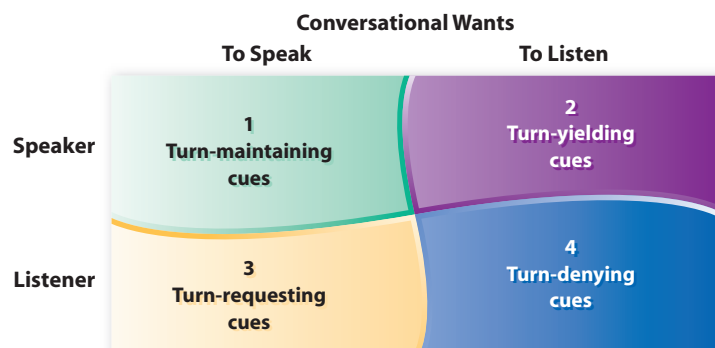 Conversational Wants
To Speak
To Listen
Speaker
1
Turn-maintaining
cues
2
Turn-yielding
cues
Listener
3
Turn-requesting
cues
4
Turn-denying
cues